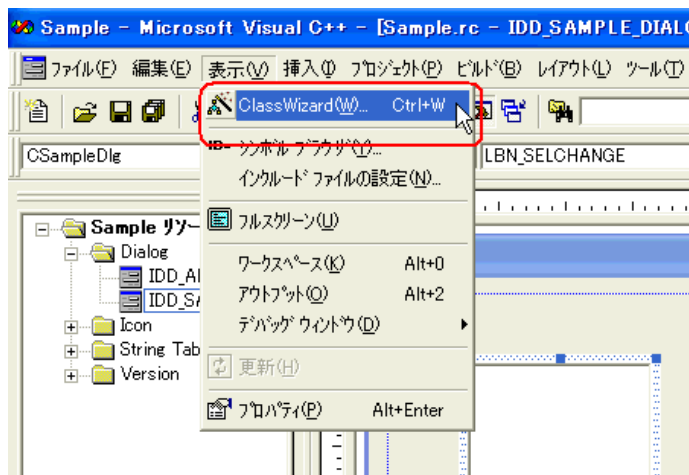 Sample - Microsoft Visual C++ - [Sample.rc - IDD_SAMPLE_DIAL
ﾌｧｲﾙ(F) 編集(E) 表示(V) 挿入(I) ﾌﾟﾛｼﾞｪｸﾄ(P) ﾋﾞﾙﾄﾞ(B) ﾚｲｱｳﾄ(L) ﾂｰﾙ(T)
ClassWizard(W)... Ctrl+W
CSampleDlg
ID= ｼﾝﾎﾞﾙ ﾌﾞﾗｳｻﾞ(Y)...
LBN_SELCHANGE
ｲﾝｸﾙｰﾄﾞ ﾌｧｲﾙの設定(N)...
Sample ﾘｿｰ
ﾌﾙｽｸﾘｰﾝ(U)
Dialog
IDD_A
ﾜｰｸｽﾍﾟｰｽ(K) Alt+0
IDD_SA
ｱｳﾄﾌﾟｯﾄ(O) Alt+2
Icon
ﾃﾞﾊﾞｯｸﾞ ｳｨﾝﾄﾞｳ(D)
String Tab
更新(H)
Version
ﾌﾟﾛﾊﾟﾃｨ(P) Alt+Enter